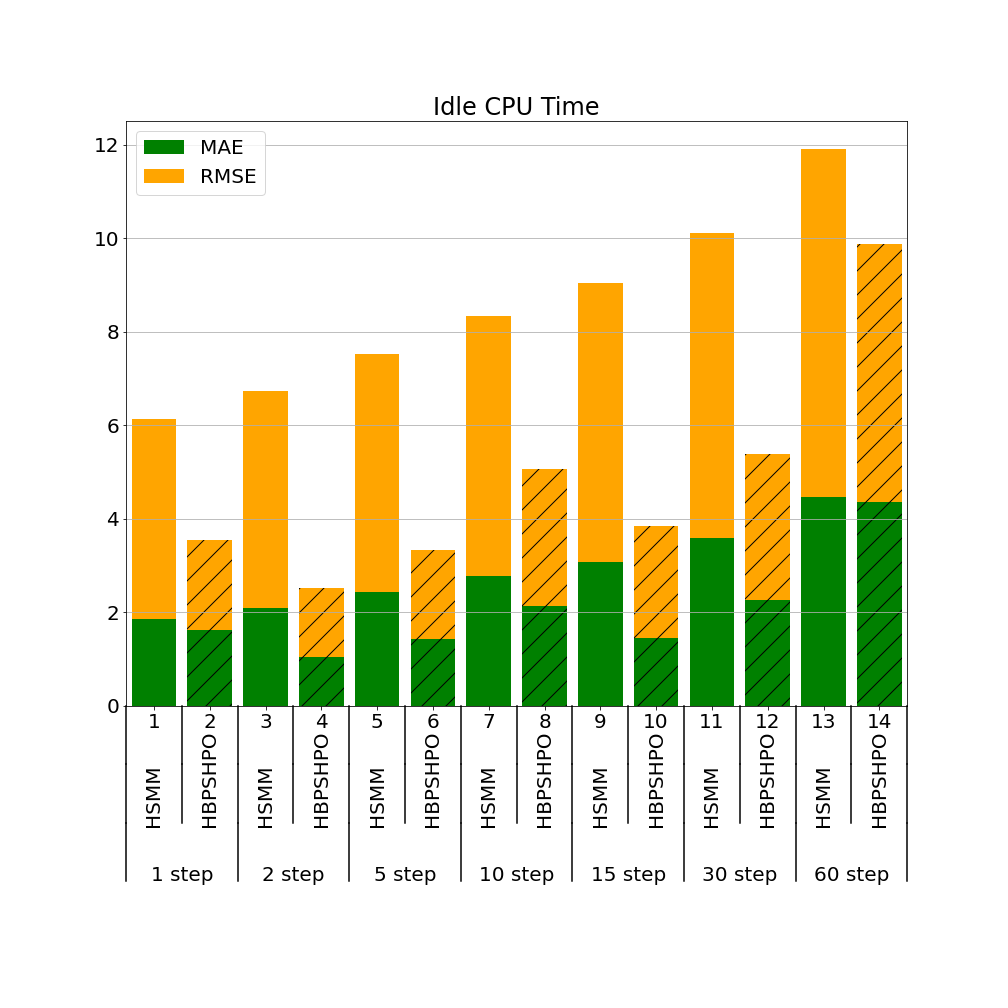 Idle CPU Time
MAE
RMSE
12
10
8
6
4
2
0
1 2 3 4 5 6 7 8 9 10 11 12 13 14
HSMM HBPSHPO HSMM HBPSHPO HSMM HBPSHPO HSMM HBPSHPO HSMM HBPSHPO HSMM HBPSHPO HSMM HBPSHPO
1 step 2 step 5 step 10 step 15 step 30 step 60 step